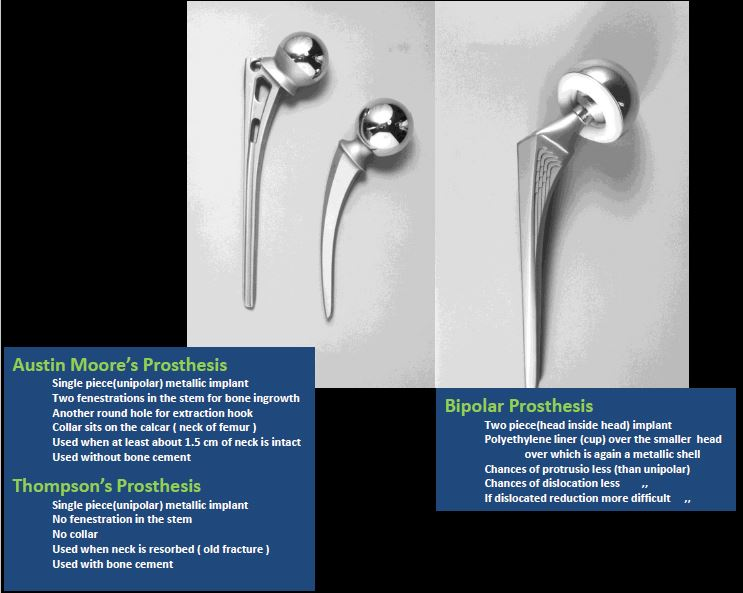 Austin Moore's Prosthesis
Single piece(unipolar) metallic implant
Two fenestrations in the stem for bone ingrowth
Another round hole for extraction hook
Collar sits on the calcar ( neck of femur )
Used when at least about 1.5 cm of neck is intact
Used without bone cement
Thompson's Prosthesis
Single piece(unipolar) metallic implant
No fenestration in the stem
No collar
Used when neck is resorbed ( old fracture )
Used with bone cement
Bipolar Prosthesis
Two piece(head inside head) implant
Polyethylene liner (cup) over the smaller head
over which is again a metallic shell
Chances of protrusio less (than unipolar)
Chances of dislocation less ,,
If dislocated reduction more difficult ,,